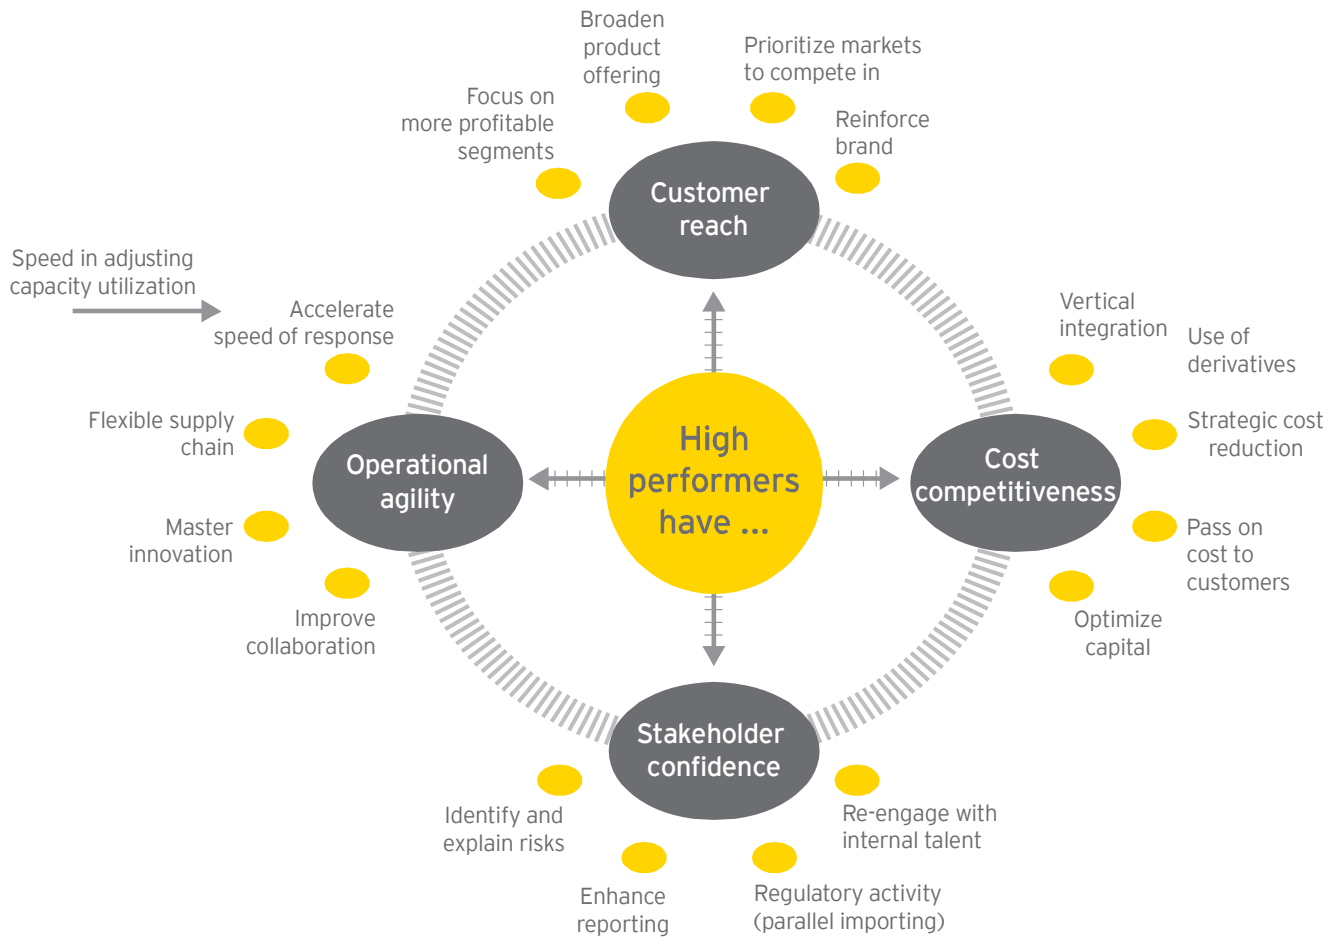 Broaden
product
offering
Prioritize markets
to compete in
Focus on
more profitable
segments
Reinforce
brand
Customer
reach
Speed in adjusting
capacity utilization
Accelerate
speed of response
Vertical
integration
Use of
derivatives
Flexible supply
chain
Strategic cost
reduction
Operational
agility
High
performers
have ...
Cost
competitiveness
Master
innovation
Pass on
cost to
customers
Improve
collaboration
Optimize
capital
Stakeholder
confidence
Identify and
explain risks
Re-engage with
internal talent
Enhance
reporting
Regulatory activity
(parallel importing)